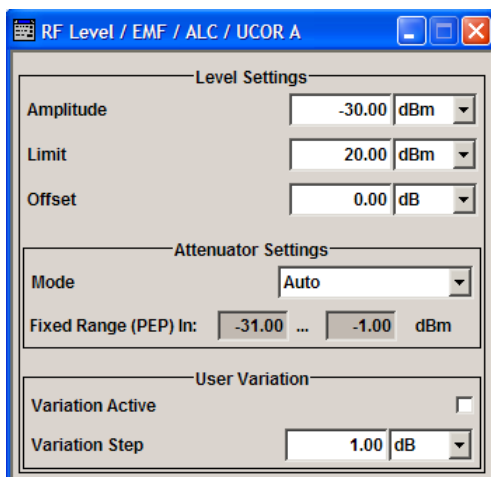 RF Level / EMF / ALC / UCOR A
Level Settings
Amplitude -30.00 dBm
Limit 20.00 dBm
Offset 0.00 dB
Attenuator Settings
Mode Auto
Fixed Range (PEP) In: -31.00 ... -1.00 dBm
User Variation
Variation Active
Variation Step 1.00 dB